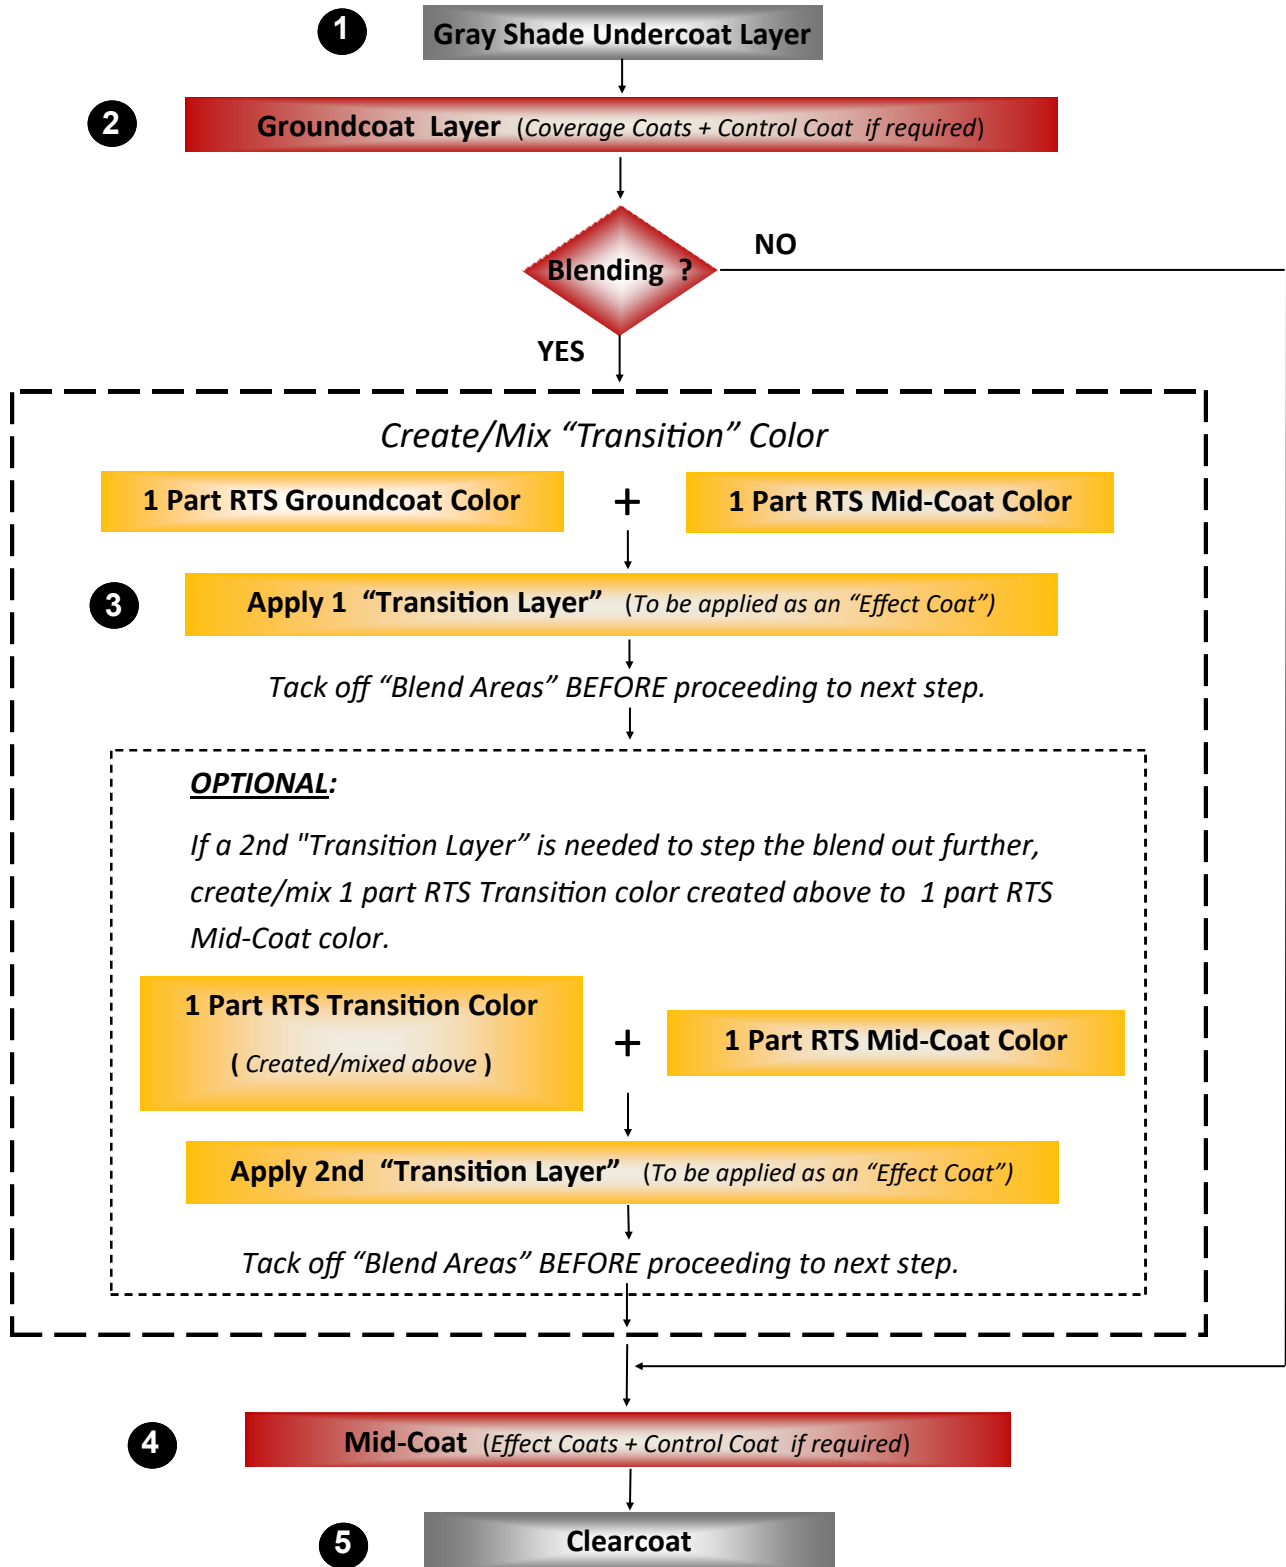 1
Gray Shade Undercoat Layer
2
Groundcoat  Layer  (Coverage Coats + Control Coat  if required)
Blending  ?
NO
YES
Create/Mix “Transition” Color
1 Part RTS Groundcoat Color
+
1 Part RTS Mid-Coat Color
3
Apply 1  “Transition Layer”  (To be applied as an “Effect Coat”)
Tack off “Blend Areas” BEFORE proceeding to next step.
OPTIONAL:
If a 2nd "Transition Layer” is needed to step the blend out further,
create/mix 1 part RTS Transition color created above to  1 part RTS
Mid-Coat color.
1 Part RTS Transition Color
( Created/mixed above )
+
1 Part RTS Mid-Coat Color
Apply 2nd  “Transition Layer”  (To be applied as an “Effect Coat”)
Tack off “Blend Areas” BEFORE proceeding to next step.
4
Mid-Coat  (Effect Coats + Control Coat  if required)
5
Clearcoat